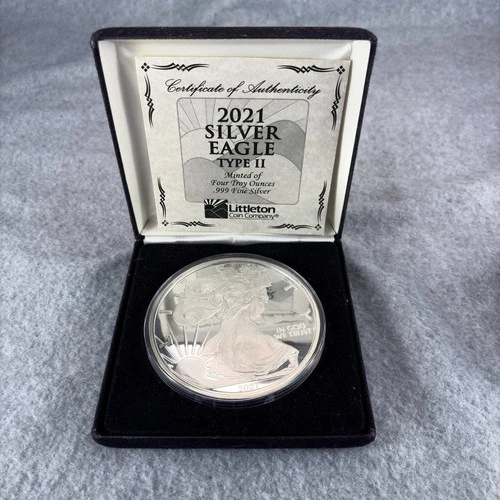 Certificate of Authenticity
2021
SILVER
EAGLE
TYPE II
Minted of
Four Troy Ounces
.999 Fine Silver
Littleton
Coin Company®
IN GOD
WE TRUST
2021